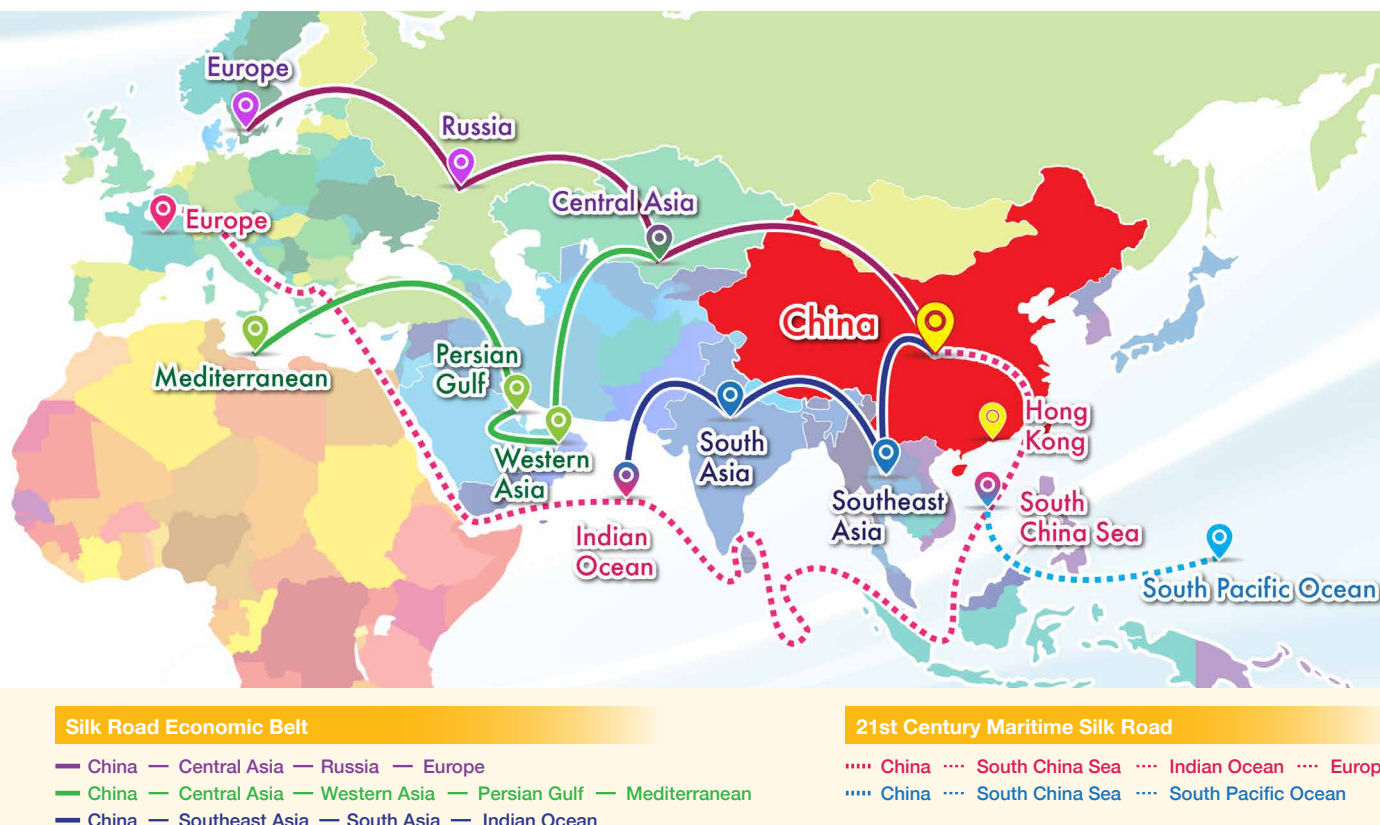 Europe
Russia
Central Asia
Europe
China
Persian
Gulf
Mediterranean
Hong
Kong
South
Asia
Western
Asia
Southeast
Asia
South
China Sea
Indian
Ocean
South Pacific Ocean
Silk Road Economic Belt
China — Central Asia — Russia — Europe
China — Central Asia — Western Asia — Persian Gulf — Mediterranean
China — Southeast Asia — South Asia — Indian Ocean
21st Century Maritime Silk Road
China ···· South China Sea ···· Indian Ocean ···· Europ
China ···· South China Sea ···· South Pacific Ocean